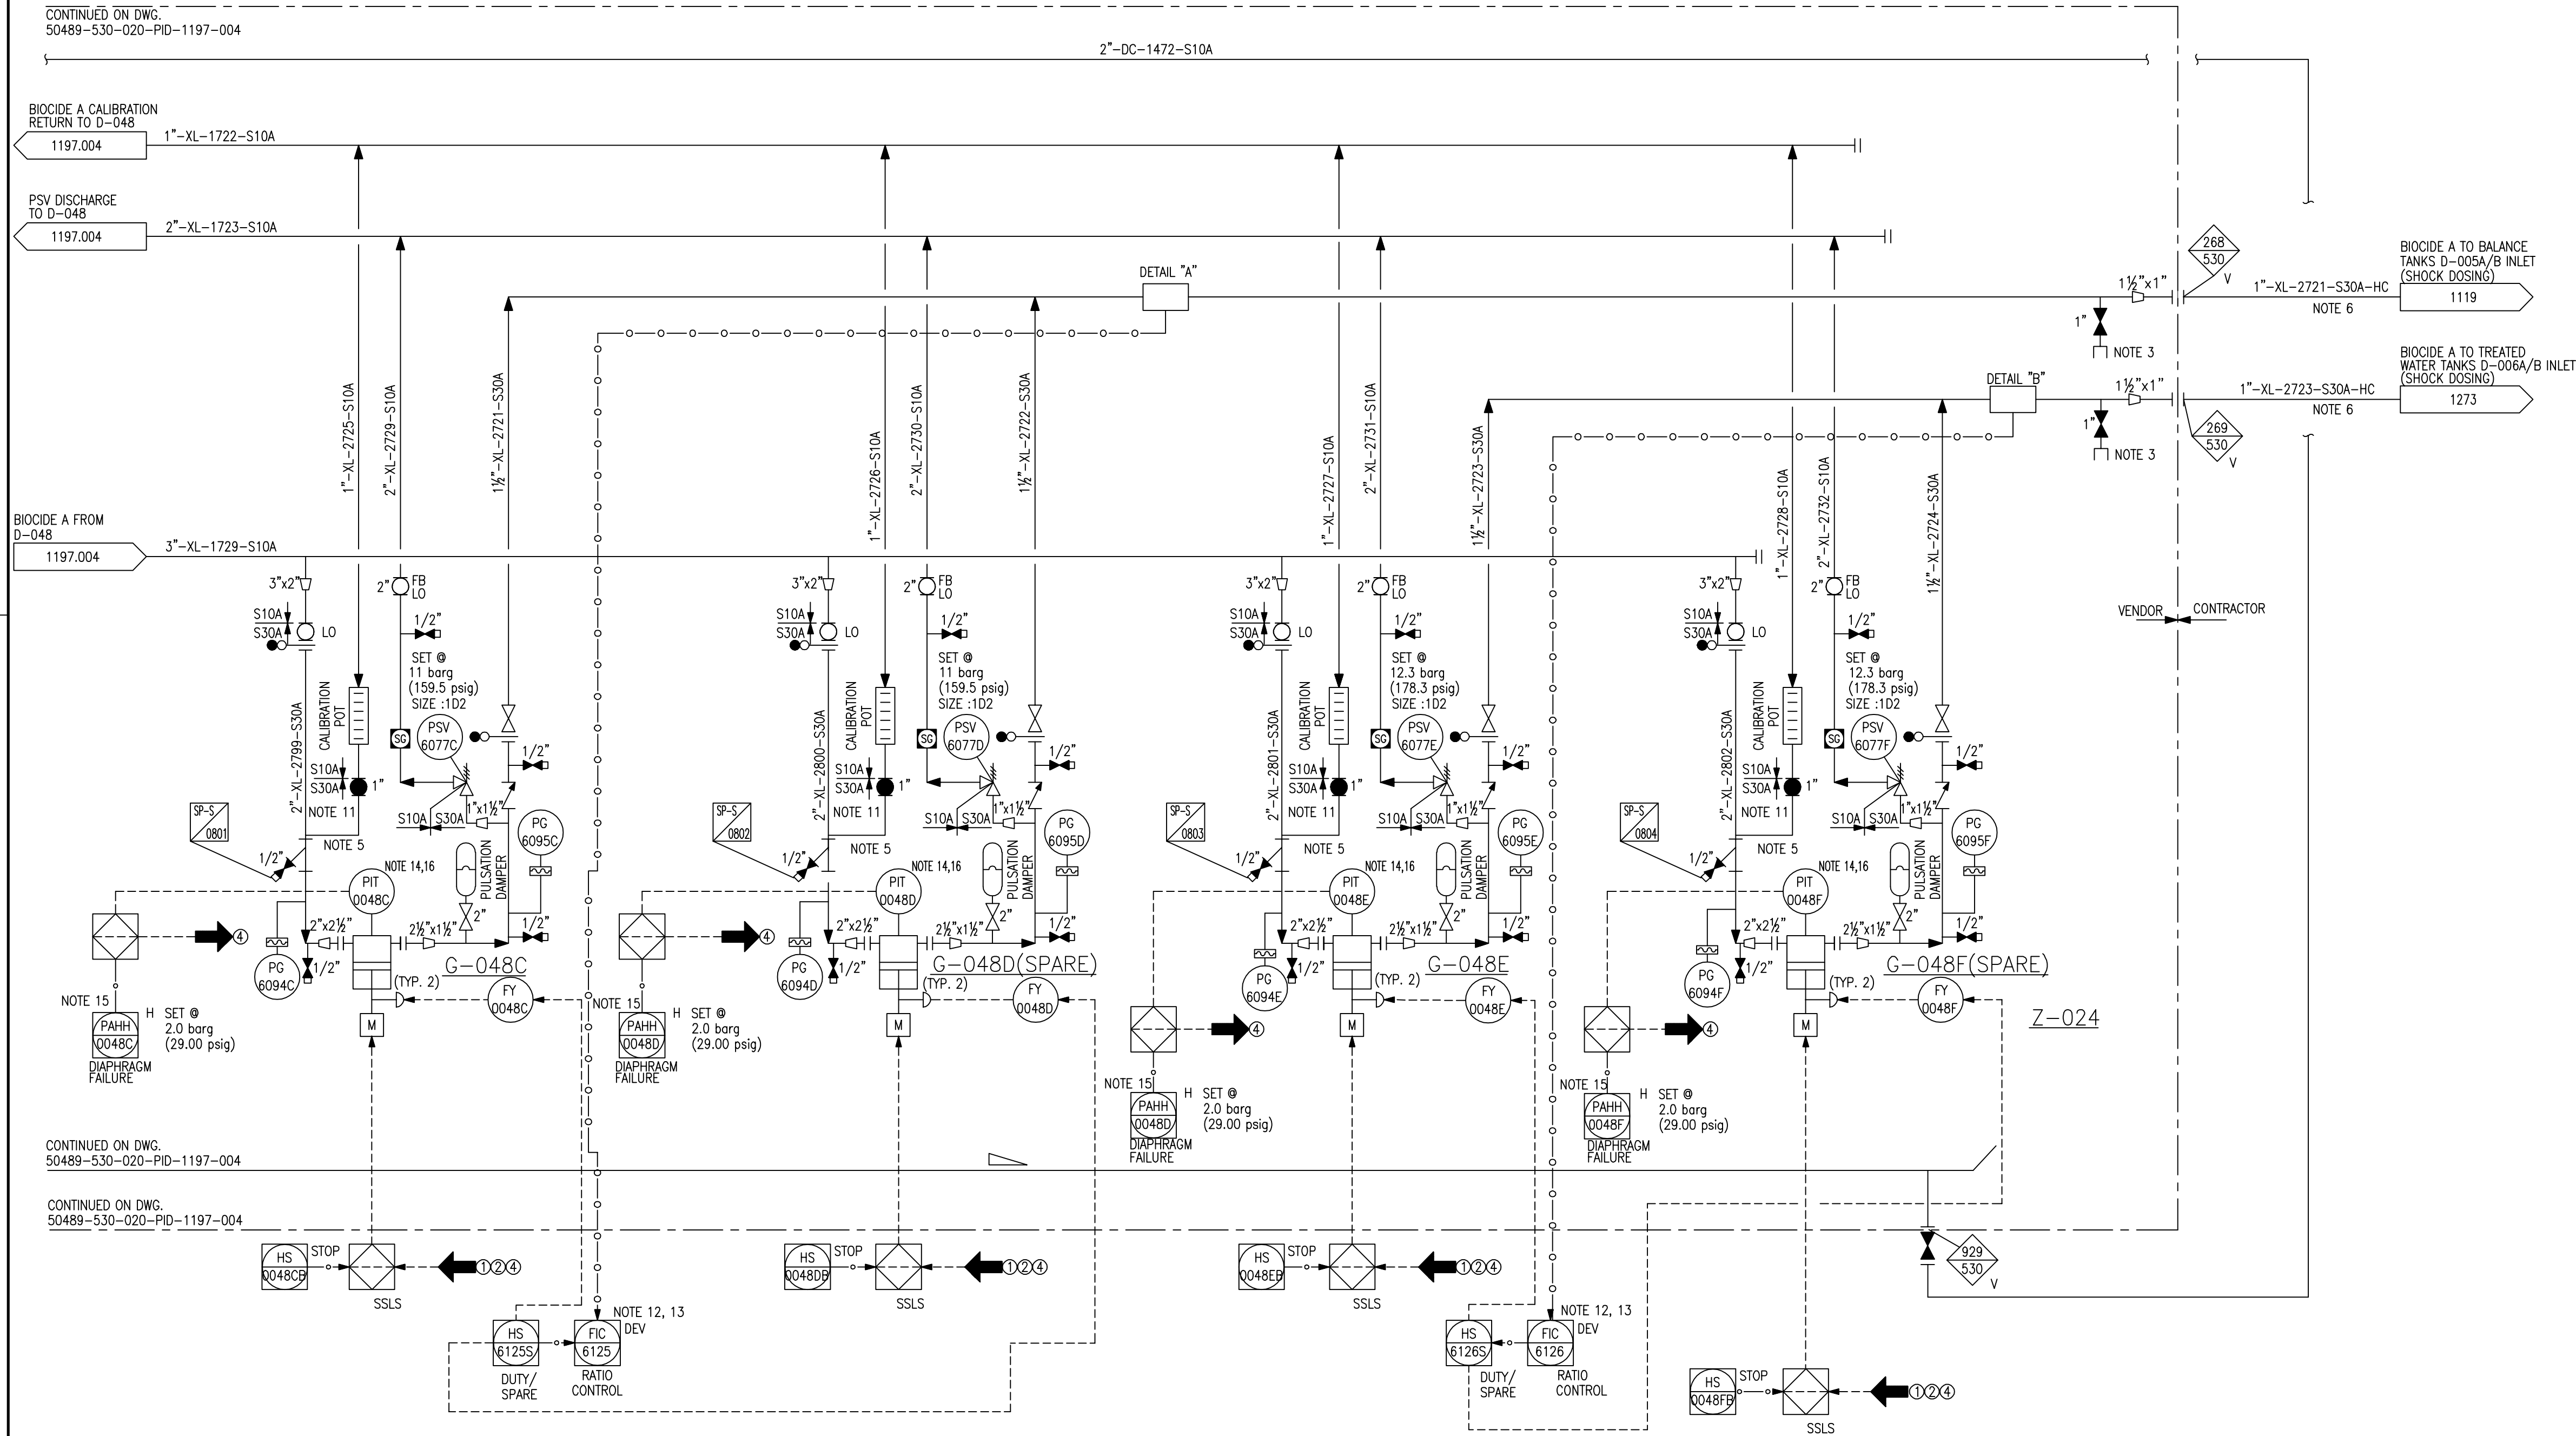 CONTINUED ON DWG.
50489-530-020-PID-1197-004
2"-DC-1472-S10A
BIOCIDE A CALIBRATION
RETURN TO D-048
1197.004
1"-XL-1722-S10A
PSV DISCHARGE
TO D-048
1197.004
2"-XL-1723-S10A
DETAIL "A"
268
530
V
1½"x1"
1"-XL-2721-S30A-HC
NOTE 6
BIOCIDE A TO BALANCE
TANKS D-005A/B INLET
(SHOCK DOSING)
1119
1"
NOTE 3
DETAIL "B"
1½"x1"
1"-XL-2723-S30A-HC
NOTE 6
BIOCIDE A TO TREATED
WATER TANKS D-006A/B INLET
(SHOCK DOSING)
1273
1"
NOTE 3
269
530
V
1"-XL-2725-S10A
2"-XL-2729-S10A
1½"-XL-2721-S30A
1"-XL-2726-S10A
2"-XL-2730-S10A
1½"-XL-2722-S30A
1"-XL-2727-S10A
2"-XL-2731-S10A
1½"-XL-2723-S30A
1"-XL-2728-S10A
2"-XL-2732-S10A
1½"-XL-2724-S30A
BIOCIDE A FROM
D-048
1197.004
3"-XL-1729-S10A
VENDOR
CONTRACTOR
3"x2"
S10A
S30A
LO
2"
FB
LO
1/2"
SET @
11 barg
(159.5 psig)
SIZE :1D2
2"-XL-2799-S30A
CALIBRATION
POT
SG
PSV
6077C
1/2"
S10A
S30A
1"
NOTE 11
S10A
S30A
1"x1½"
SP-S
0801
NOTE 5
1/2"
PG
6095C
NOTE 14,16
PIT
0048C
PULSATION
DAMPER
2"
1/2"
4
2"x2½"
2½"x1½"
PG
6094C
1/2"
G-048C
(TYP. 2)
FY
0048C
M
NOTE 15
PAHH
0048C
H
SET @
2.0 barg
(29.00 psig)
DIAPHRAGM
FAILURE
3"x2"
S10A
S30A
LO
2"
FB
LO
1/2"
SET @
11 barg
(159.5 psig)
SIZE :1D2
2"-XL-2800-S30A
CALIBRATION
POT
SG
PSV
6077D
1/2"
S10A
S30A
1"
NOTE 11
S10A
S30A
1"x1½"
SP-S
0802
NOTE 5
1/2"
PG
6095D
NOTE 14,16
PIT
0048D
PULSATION
DAMPER
2"
1/2"
4
2"x2½"
2½"x1½"
PG
6094D
1/2"
G-048D(SPARE)
(TYP. 2)
FY
0048D
M
NOTE 15
PAHH
0048D
H
SET @
2.0 barg
(29.00 psig)
DIAPHRAGM
FAILURE
3"x2"
S10A
S30A
LO
2"
FB
LO
1/2"
SET @
12.3 barg
(178.3 psig)
SIZE :1D2
2"-XL-2801-S30A
CALIBRATION
POT
SG
PSV
6077E
1/2"
S10A
S30A
1"
NOTE 11
S10A
S30A
1"x1½"
SP-S
0803
NOTE 5
1/2"
PG
6095E
NOTE 14,16
PIT
0048E
PULSATION
DAMPER
2"
1/2"
4
2"x2½"
2½"x1½"
PG
6094E
1/2"
G-048E
(TYP. 2)
FY
0048E
M
NOTE 15
PAHH
0048D
H
SET @
2.0 barg
(29.00 psig)
DIAPHRAGM
FAILURE
3"x2"
S10A
S30A
LO
2"
FB
LO
1/2"
SET @
12.3 barg
(178.3 psig)
SIZE :1D2
2"-XL-2802-S30A
CALIBRATION
POT
SG
PSV
6077F
1/2"
S10A
S30A
1"
NOTE 11
S10A
S30A
1"x1½"
SP-S
0804
NOTE 5
1/2"
PG
6095F
NOTE 14,16
PIT
0048F
PULSATION
DAMPER
2"
1/2"
4
2"x2½"
2½"x1½"
PG
6094F
1/2"
G-048F(SPARE)
(TYP. 2)
FY
0048F
M
NOTE 15
PAHH
0048F
H
SET @
2.0 barg
(29.00 psig)
DIAPHRAGM
FAILURE
Z-024
CONTINUED ON DWG.
50489-530-020-PID-1197-004
CONTINUED ON DWG.
50489-530-020-PID-1197-004
HS
0048CB
STOP
1 2 4
SSLS
HS
0048DB
STOP
1 2 4
SSLS
HS
0048EB
STOP
1 2 4
SSLS
929
530
V
HS
6125S
DUTY/
SPARE
FIC
6125
NOTE 12, 13
DEV
RATIO
CONTROL
HS
6126S
DUTY/
SPARE
FIC
6126
NOTE 12, 13
DEV
RATIO
CONTROL
HS
0048FB
STOP
1 2 4
SSLS